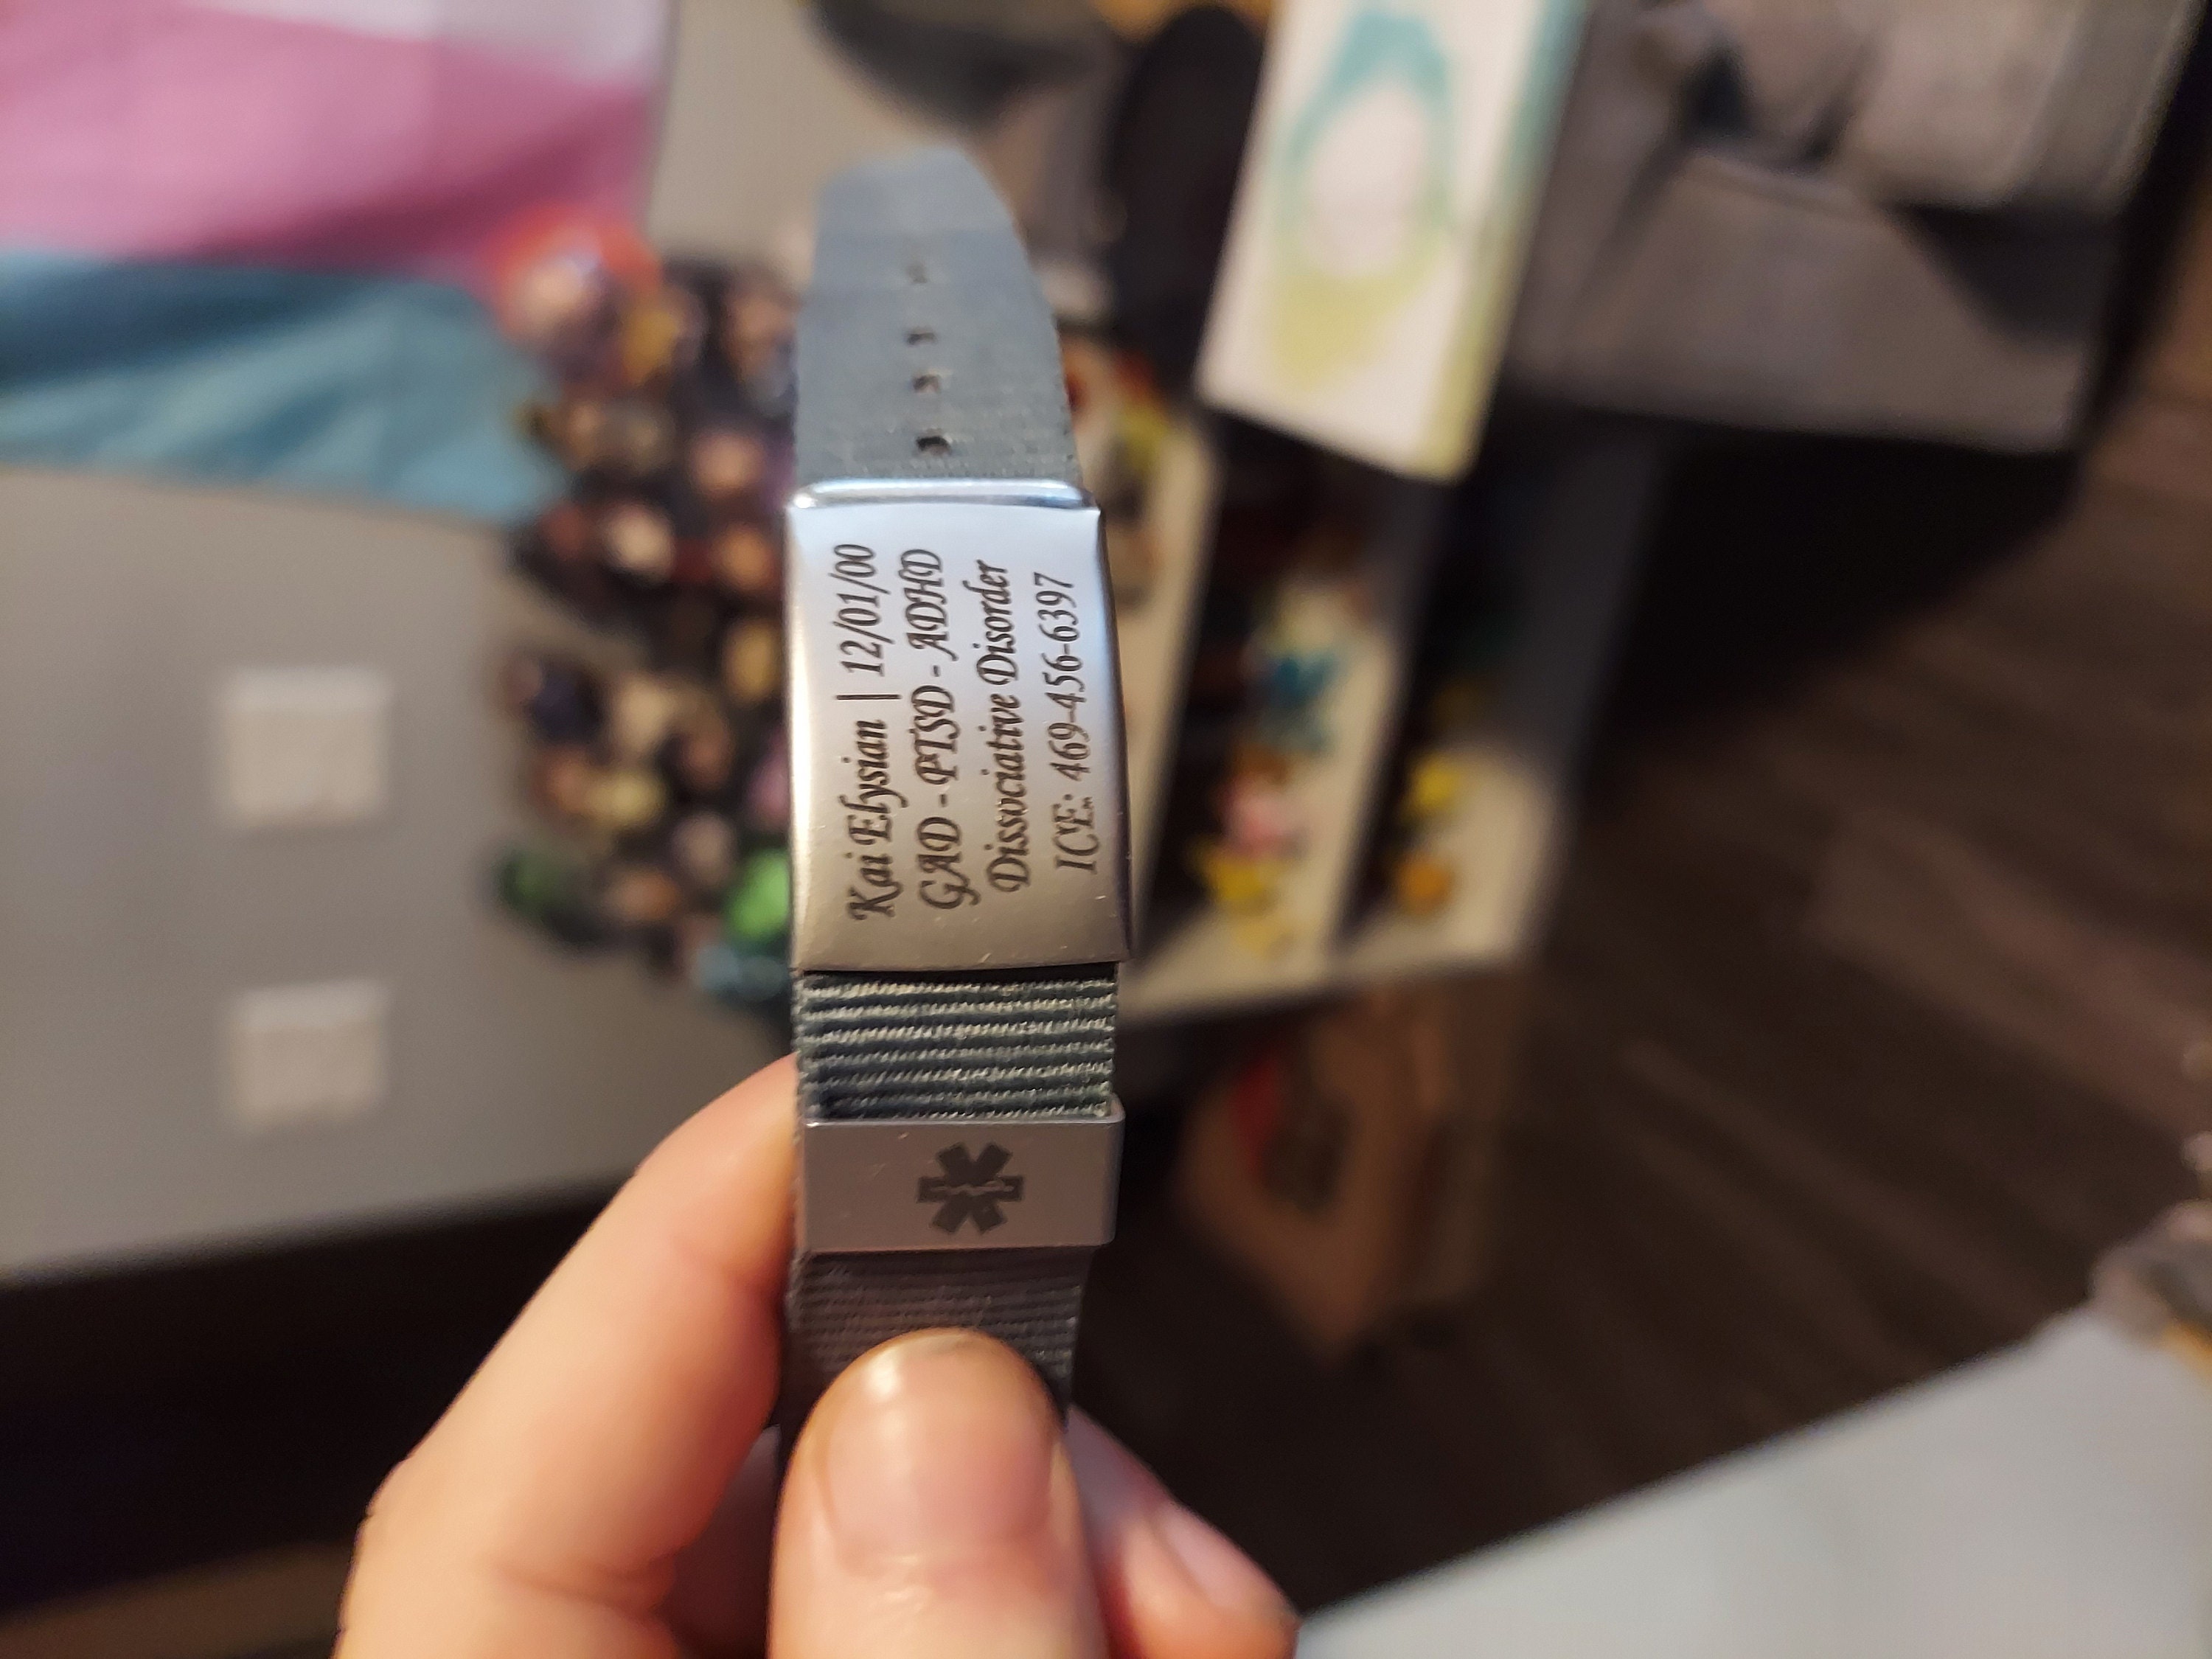 Kai Elysian | 12/01/00
GAD - PTSD - ADHD
Dissociative Disorder
ICE: 469-456-6397